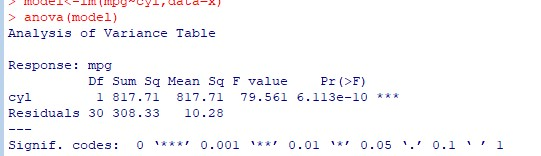 > model<-lm(mpg~cyl,data=x)
> anova(model)
Analysis of Variance Table
Response: mpg
Df Sum Sq Mean Sq F value Pr(>F)
cyl 1 817.71 817.71 79.561 6.113e-10 ***
Residuals 30 308.33 10.28
---
Signif. codes: 0 ‘***’ 0.001 ‘**’ 0.01 ‘*’ 0.05 ‘.’ 0.1 ‘ ’ 1